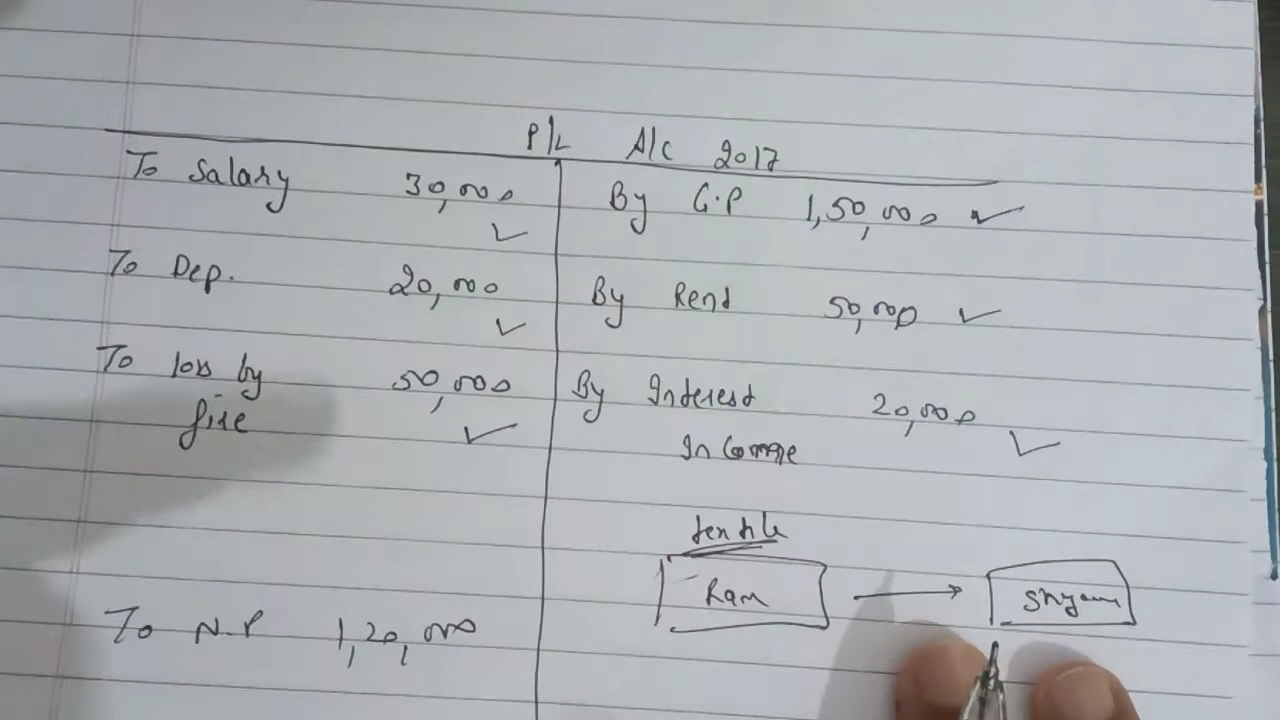 P/L A/C 2017
To Salary 30,000 By G.P 1,50,000
To Dep. 20,000 By Rent 50,000
To loss by 50,000 By Interest 20,000
fire Income
textile
Ram Shyam
To N.P 1,20,000